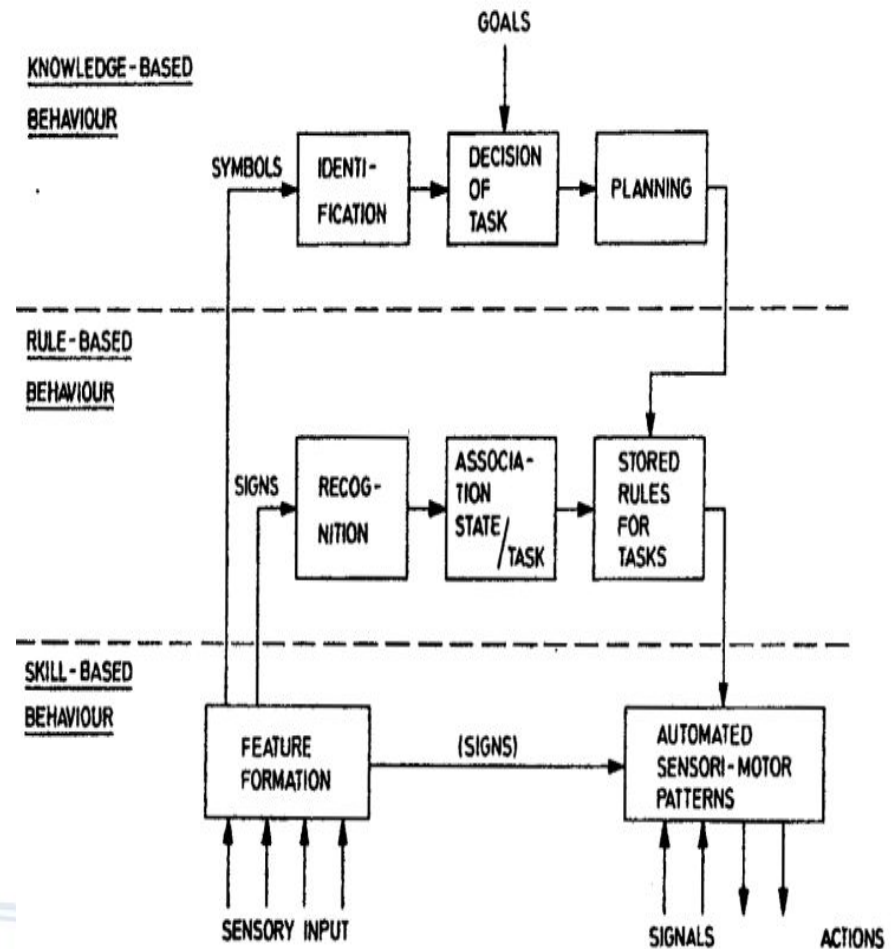 GOALS
KNOWLEDGE-BASED
BEHAVIOUR
SYMBOLS
IDENTI-
FICATION
DECISION
OF
TASK
PLANNING
RULE-BASED
BEHAVIOUR
SIGNS
RECOG-
NITION
ASSOCIA-
TION
STATE/
TASK
STORED
RULES
FOR
TASKS
SKILL-BASED
BEHAVIOUR
FEATURE
FORMATION
(SIGNS)
AUTOMATED
SENSORI-MOTOR
PATTERNS
SENSORY INPUT
SIGNALS
ACTIONS